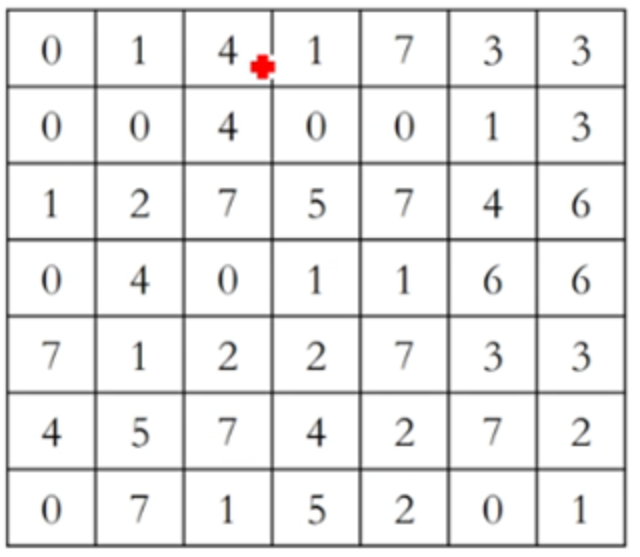 0 1 4 1 7 3 3
0 0 4 0 0 1 3
1 2 7 5 7 4 6
0 4 0 1 1 6 6
7 1 2 2 7 3 3
4 5 7 4 2 7 2
0 7 1 5 2 0 1